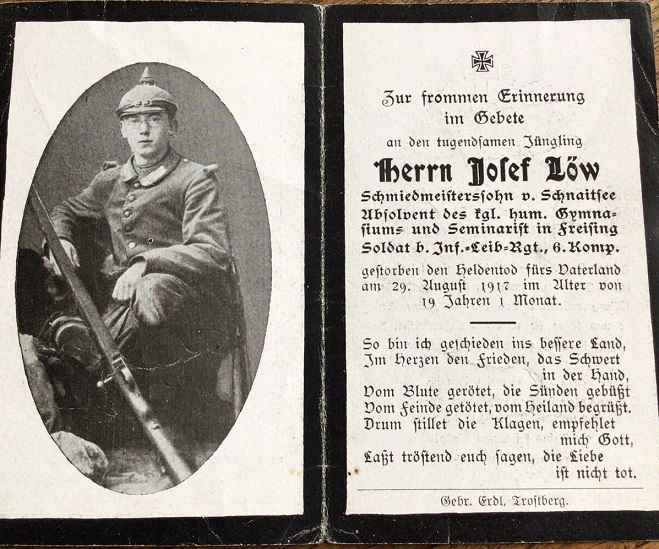 Zur frommen Erinnerung
im Gebete
an den tugendsamen Jüngling
Herrn Josef Löw
Schmiedmeisterssohn v. Schnaitsee
Absolvent des kgl. hum. Gymna-
siums und Seminarist in Freising
Soldat b. Inf.-Leib-Rgt., 6. Komp.
gestorben den Heldentod fürs Vaterland
am 29. August 1917 im Alter von
19 Jahren 1 Monat.
So bin ich geschieden ins bessere Land,
Im Herzen den Frieden, das Schwert
in der Hand,
Vom Blute gerötet, die Sünden gebüßt
Vom Feinde getötet, vom Heiland begrüßt.
Drum stillet die Klagen, empfehlet
mich Gott,
Laßt tröstend euch sagen, die Liebe
ist nicht tot.
Gebr. Erdl, Trostberg.